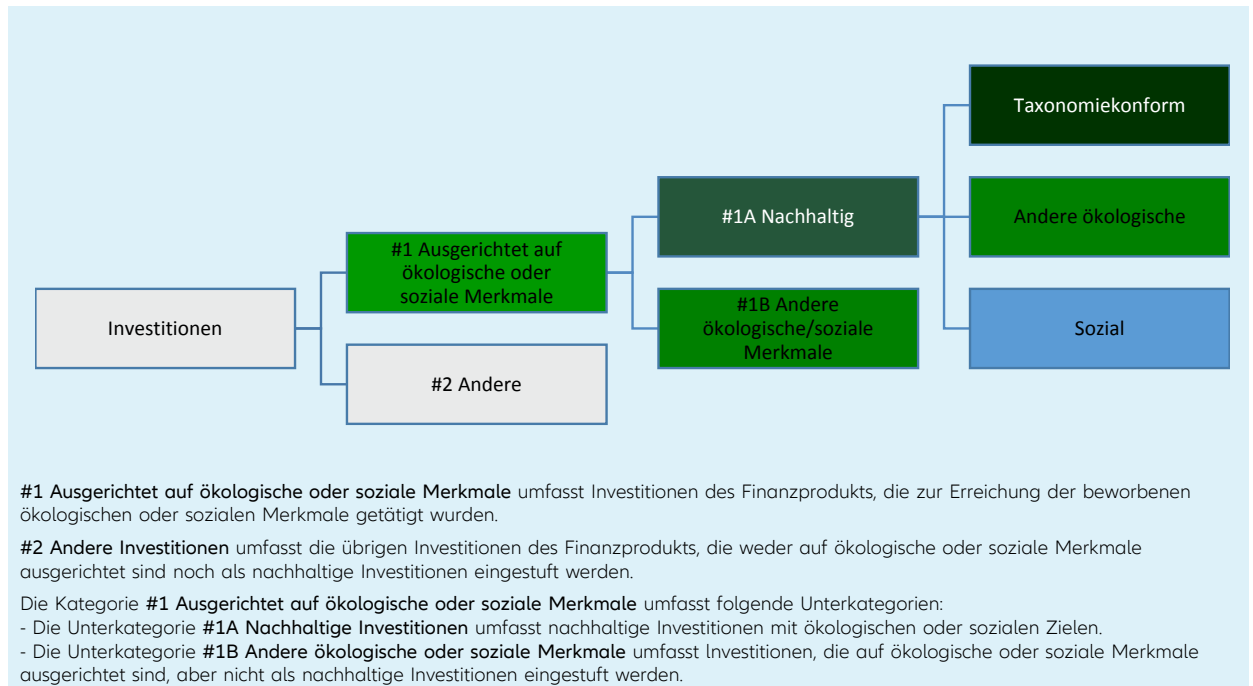 Taxonomiekonform
#1A Nachhaltig
Andere ökologische
#1 Ausgerichtet auf
ökologische oder
soziale Merkmale
#1B Andere
ökologische/soziale
Merkmale
Investitionen
Sozial
#2 Andere
#1 Ausgerichtet auf ökologische oder soziale Merkmale umfasst Investitionen des Finanzprodukts, die zur Erreichung der beworbenen
ökologischen oder sozialen Merkmale getätigt wurden.
#2 Andere Investitionen umfasst die übrigen Investitionen des Finanzprodukts, die weder auf ökologische oder soziale Merkmale
ausgerichtet sind noch als nachhaltige Investitionen eingestuft werden.
Die Kategorie #1 Ausgerichtet auf ökologische oder soziale Merkmale umfasst folgende Unterkategorien:
- Die Unterkategorie #1A Nachhaltige Investitionen umfasst nachhaltige Investitionen mit ökologischen oder sozialen Zielen.
- Die Unterkategorie #1B Andere ökologische oder soziale Merkmale umfasst Investitionen, die auf ökologische oder soziale Merkmale
ausgerichtet sind, aber nicht als nachhaltige Investitionen eingestuft werden.